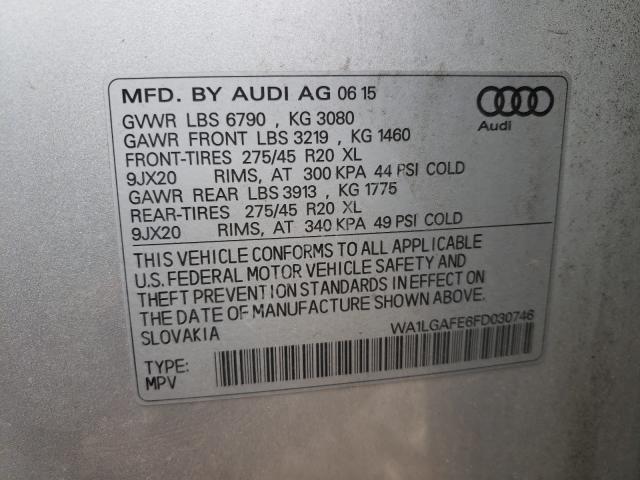 MFD. BY AUDI AG 06 15
GVWR LBS 6790 , KG 3080
GAWR FRONT LBS 3219 , KG 1460
FRONT-TIRES 275/45 R20 XL
9JX20 RIMS, AT 300 KPA 44 PSI COLD
GAWR REAR LBS 3913 , KG 1775
REAR-TIRES 275/45 R20 XL
9JX20 RIMS, AT 340 KPA 49 PSI COLD
Audi
THIS VEHICLE CONFORMS TO ALL APPLICABLE
U.S. FEDERAL MOTOR VEHICLE SAFETY AND
THEFT PREVENTION STANDARDS IN EFFECT ON
THE DATE OF MANUFACTURE SHOWN ABOVE.
SLOVAKIA
WA1LGAFE6FD030746
TYPE:
MPV